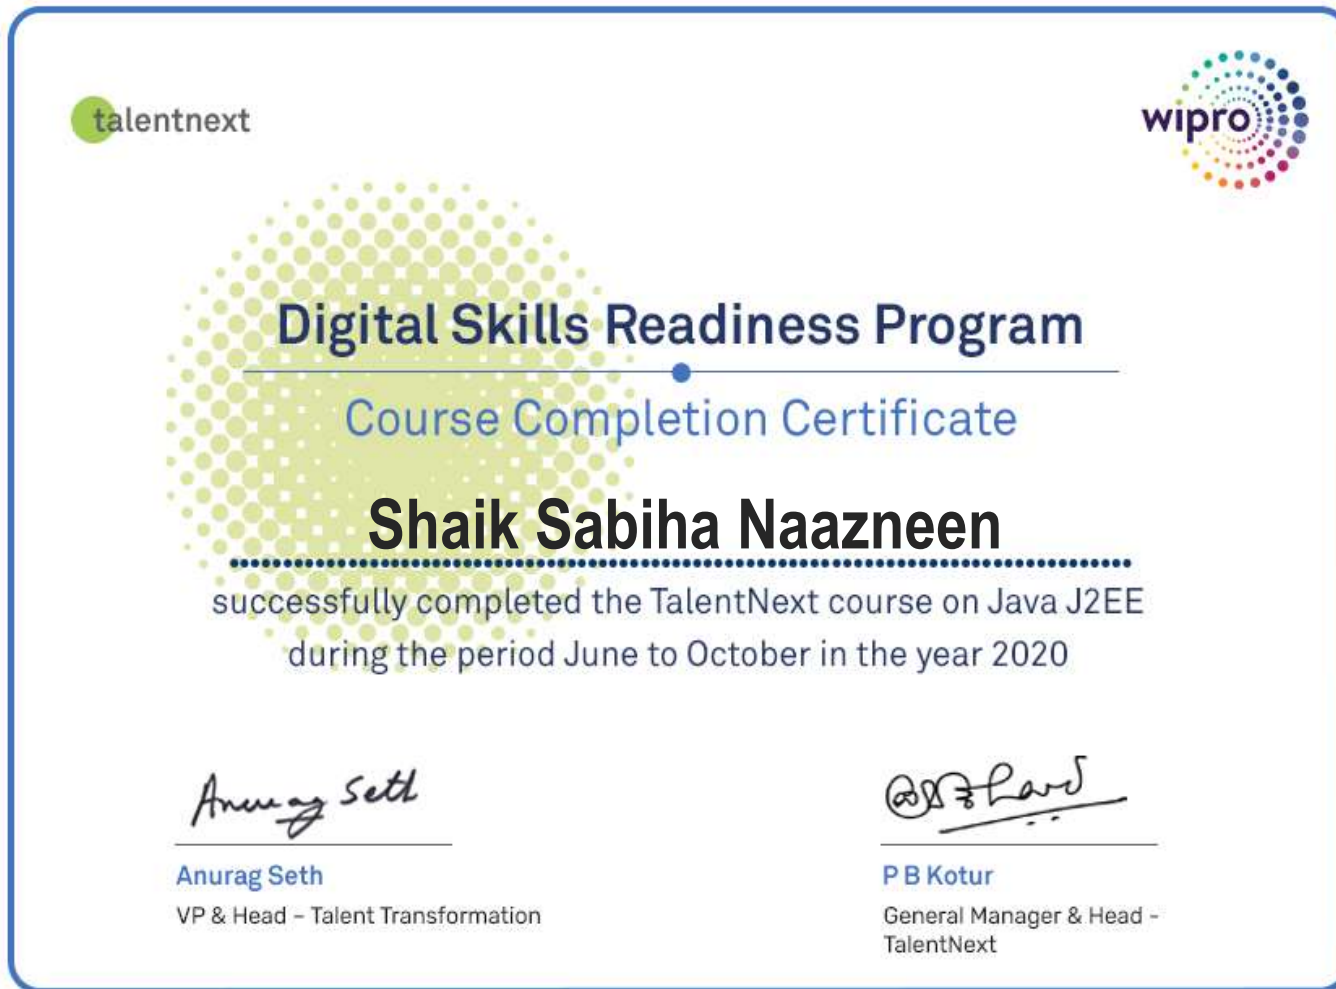 talentnext
wipro
Digital Skills Readiness Program
Course Completion Certificate
Shaik Sabiha Naazneen
successfully completed the TalentNext course on Java J2EE
during the period June to October in the year 2020
Anurag Seth
Anurag Seth
VP & Head – Talent Transformation
P B Kotur
General Manager & Head -
TalentNext